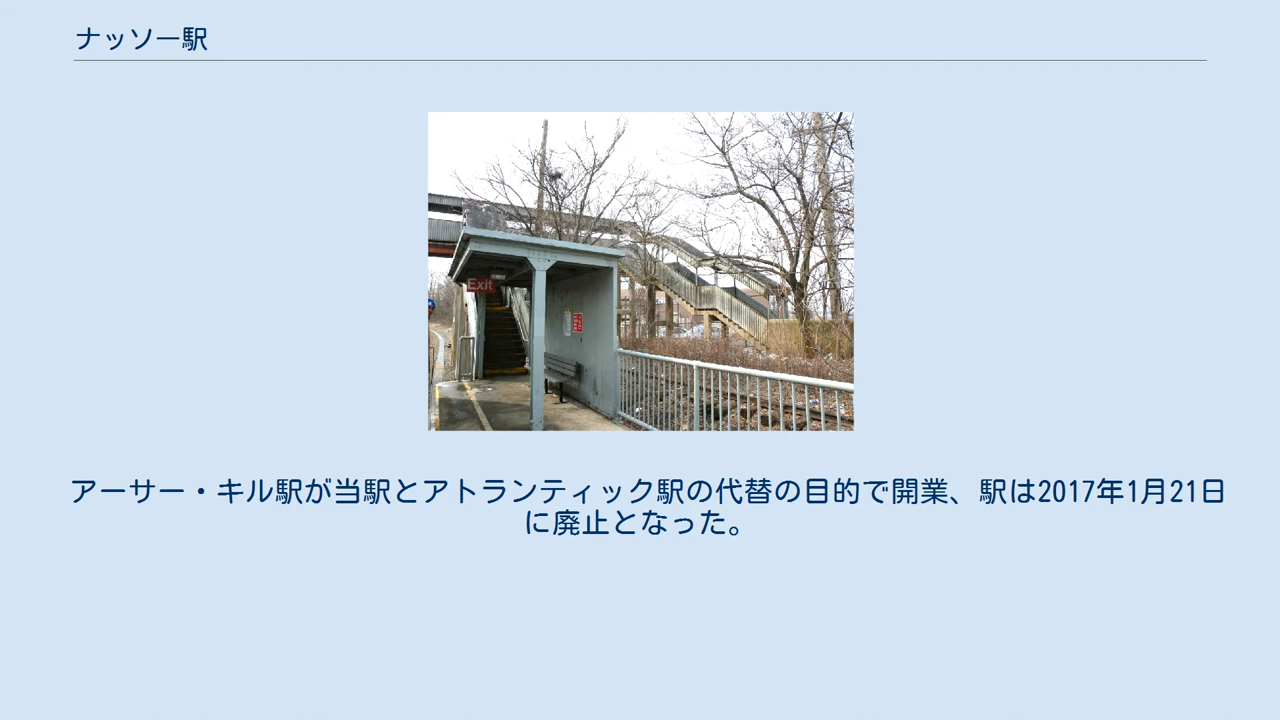 ナッソー駅
Exit
アーサー・キル駅が当駅とアトランティック駅の代替の目的で開業、駅は2017年1月21日
に廃止となった。